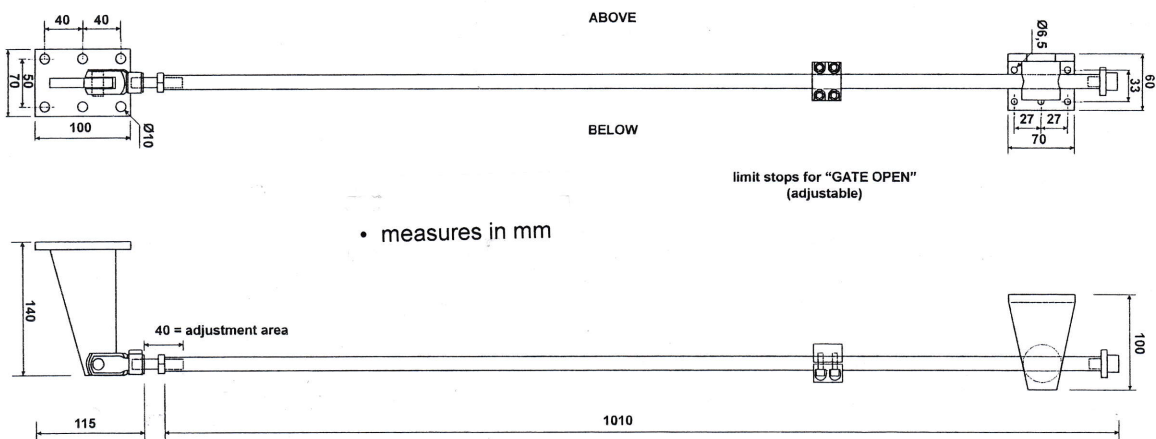 ABOVE
40 40
Ø6,5
50
70
60
33
100
Ø10
BELOW
27 27
70
limit stops for “GATE OPEN”
(adjustable)
• measures in mm
140
40 = adjustment area
100
115
1010